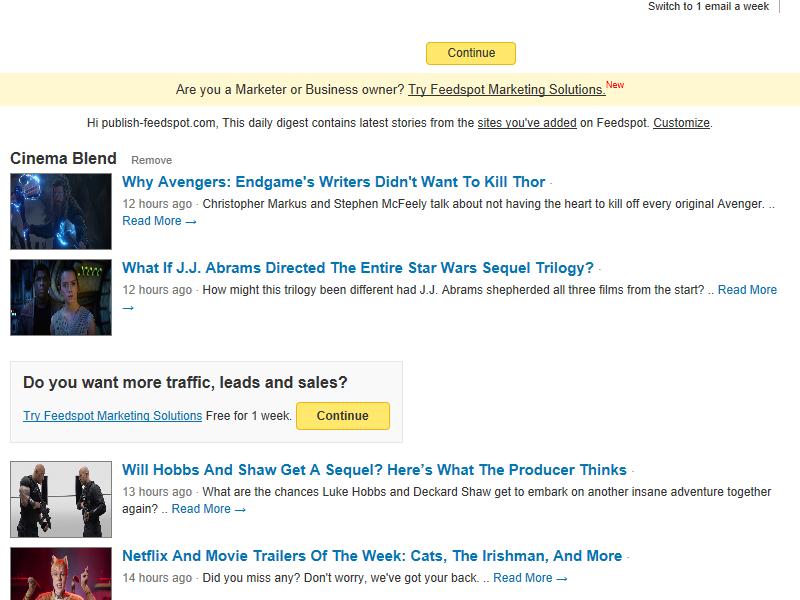 Switch to 1 email a week
Continue
Are you a Marketer or Business owner? Try Feedspot Marketing Solutions.New
Hi publish-feedspot.com, This daily digest contains latest stories from the sites you've added on Feedspot. Customize.
Cinema Blend Remove
Why Avengers: Endgame's Writers Didn't Want To Kill Thor -
12 hours ago - Christopher Markus and Stephen McFeely talk about not having the heart to kill off every original Avenger. ..
Read More →
What If J.J. Abrams Directed The Entire Star Wars Sequel Trilogy? -
12 hours ago - How might this trilogy been different had J.J. Abrams shepherded all three films from the start? .. Read More
→
Do you want more traffic, leads and sales?
Try Feedspot Marketing Solutions Free for 1 week. Continue
Will Hobbs And Shaw Get A Sequel? Here’s What The Producer Thinks -
13 hours ago - What are the chances Luke Hobbs and Deckard Shaw get to embark on another insane adventure together
again? .. Read More →
Netflix And Movie Trailers Of The Week: Cats, The Irishman, And More -
14 hours ago - Did you miss any? Don't worry, we've got your back. .. Read More →